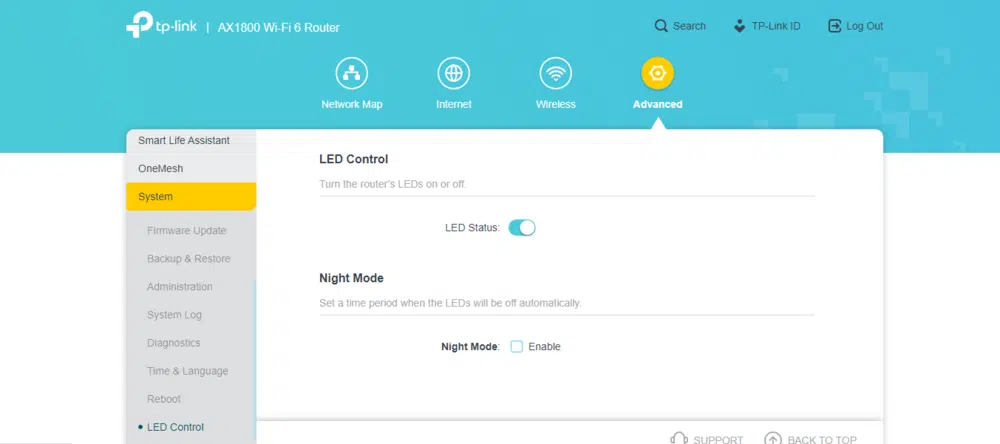 tp-link | AX1800 Wi-Fi 6 Router
Search
TP-Link ID
Log Out
Network Map
Internet
Wireless
Advanced
Smart Life Assistant
OneMesh
System
Firmware Update
Backup & Restore
Administration
System Log
Diagnostics
Time & Language
Reboot
LED Control
LED Control
Turn the router's LEDs on or off.
LED Status:
Night Mode
Set a time period when the LEDs will be off automatically.
Night Mode: Enable
SUPPORT
BACK TO TOP